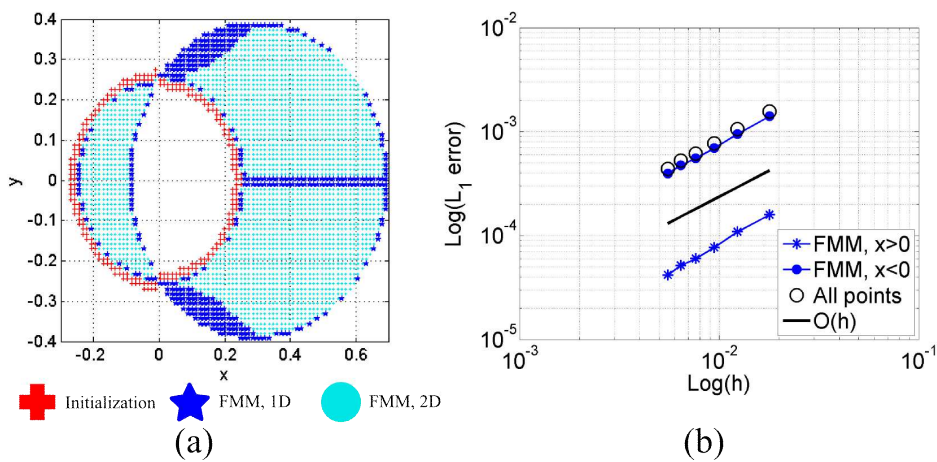 0.4
0.3
0.2
0.1
0
-0.1
-0.2
-0.3
-0.4
y
-0.2 0 0.2 0.4 0.6
x
Initialization FMM, 1D FMM, 2D
(a)
10^-2
10^-3
10^-4
10^-5
Log(L_1 error)
FMM, x>0
FMM, x<0
All points
O(h)
10^-3 10^-2 10^-1
Log(h)
(b)